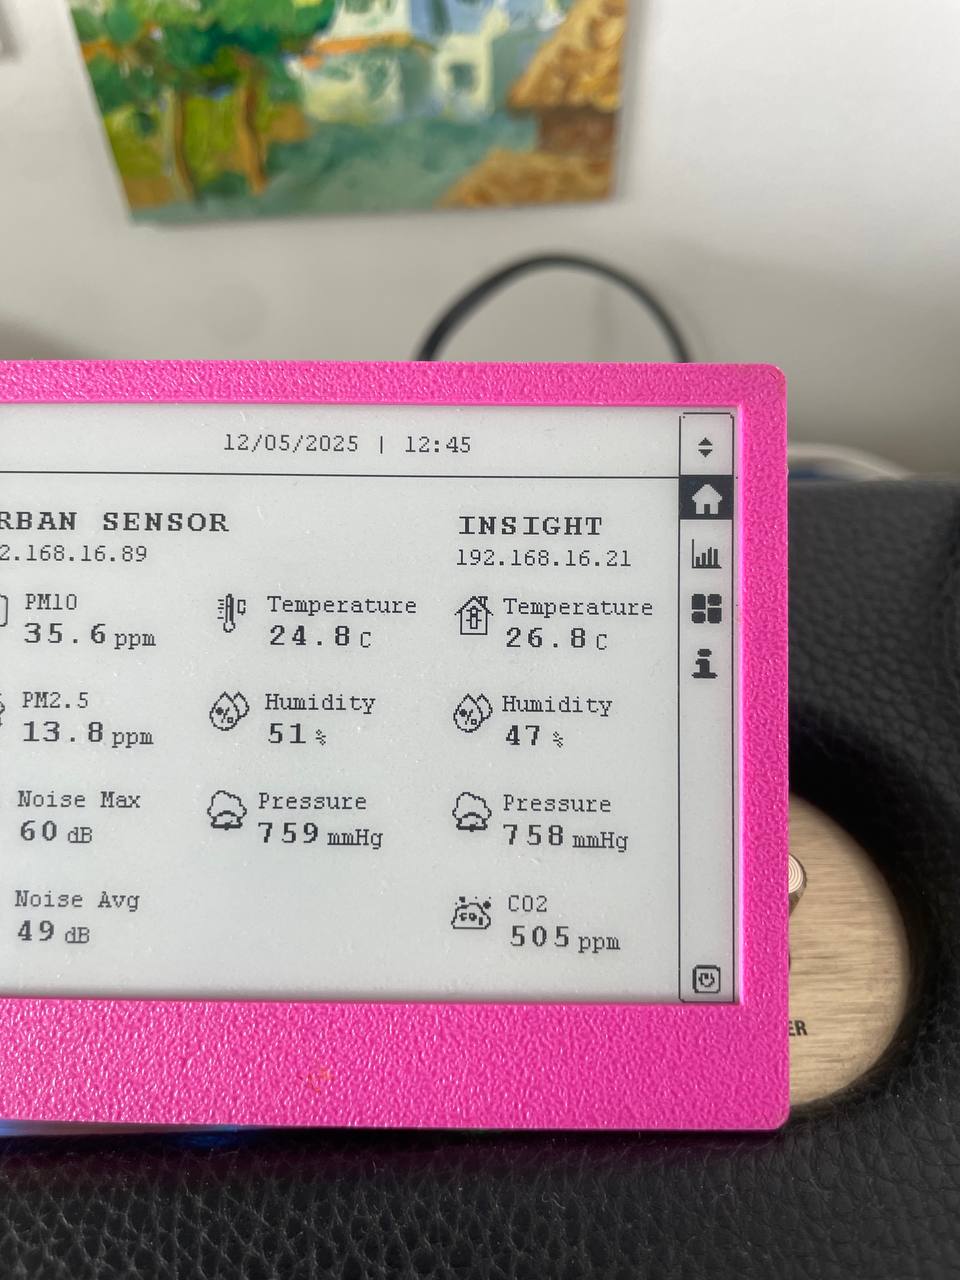 12/05/2025 | 12:45
RBAN SENSOR
2.168.16.89
PM10
35.6 ppm
PM2.5
13.8 ppm
Noise Max
60 dB
Noise Avg
49 dB
Temperature
24.8 C
Humidity
51 %
Pressure
759 mmHg
INSIGHT
192.168.16.21
Temperature
26.8 C
Humidity
47 %
Pressure
758 mmHg
CO2
505 ppm
ER